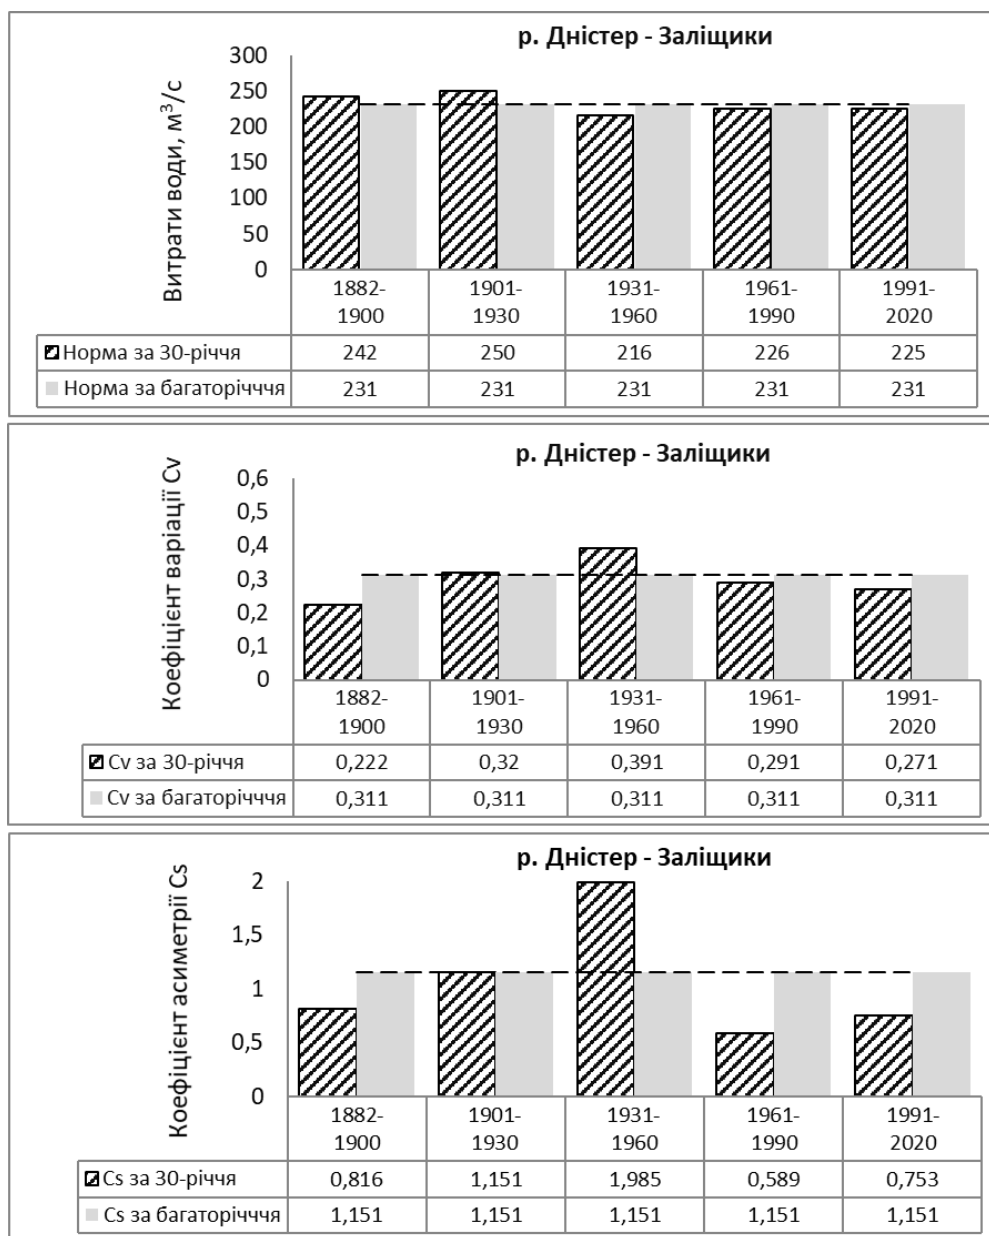 р. Дністер - Заліщики
Витрати води, м³/с
300
250
200
150
100
50
0
1882-1900 1901-1930 1931-1960 1961-1990 1991-2020
Норма за 30-річчя 242 250 216 226 225
Норма за багаторічччя 231 231 231 231 231
р. Дністер - Заліщики
Коефіцієнт варіації Cv
0,6
0,5
0,4
0,3
0,2
0,1
0
1882-1900 1901-1930 1931-1960 1961-1990 1991-2020
Cv за 30-річчя 0,222 0,32 0,391 0,291 0,271
Cv за багаторічччя 0,311 0,311 0,311 0,311 0,311
р. Дністер - Заліщики
Коефіцієнт асиметрії Cs
2
1,5
1
0,5
0
1882-1900 1901-1930 1931-1960 1961-1990 1991-2020
Cs за 30-річчя 0,816 1,151 1,985 0,589 0,753
Cs за багаторічччя 1,151 1,151 1,151 1,151 1,151